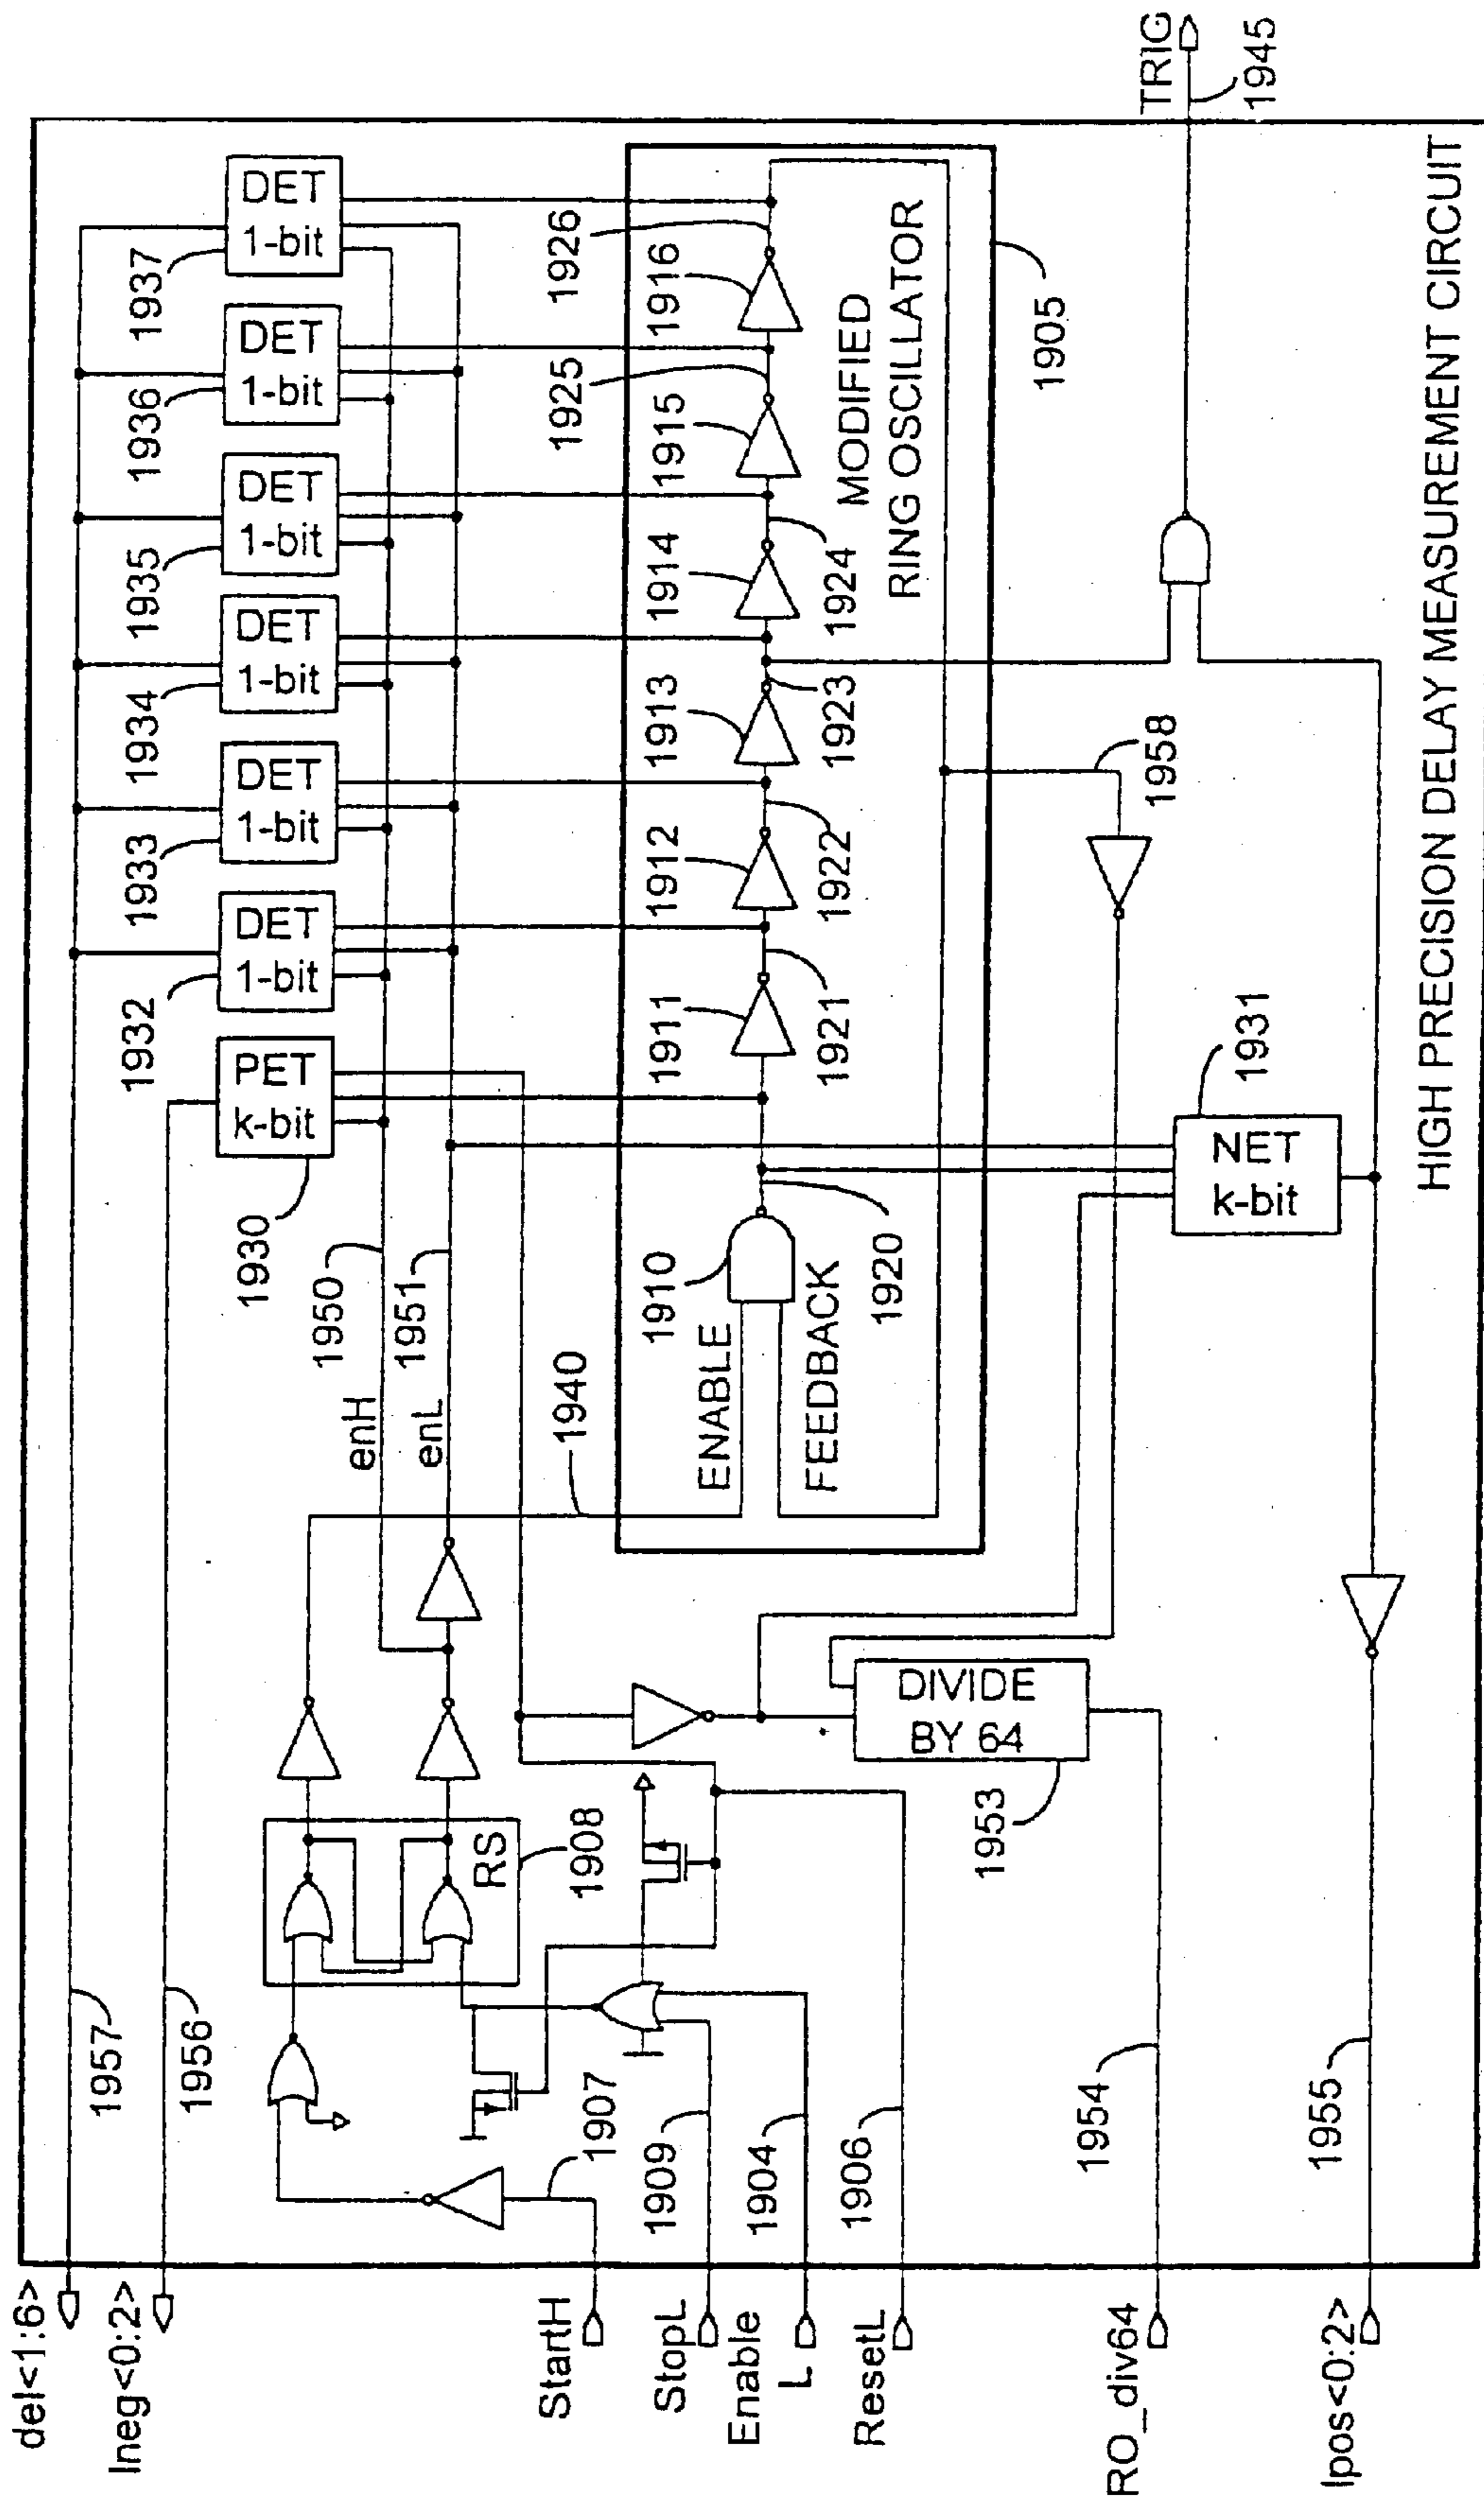 del<1:6>
Ineg<0:2>
StartH
StopL
Enable
L
ResetL
RO_div64
Ipos<0:2>
1957
1956
1907
1909
1904
1906
1954
1955
RS
1908
DIVIDE
BY 64
1953
enH
enL
1950
1951
1940
PET
k-bit
1930
DET
1-bit
1932
DET
1-bit
1933
DET
1-bit
1934
DET
1-bit
1935
DET
1-bit
1936
DET
1-bit
1937
ENABLE
FEEDBACK
1910
1920
1911
1921
1912
1922
1913
1923
1914
1924
1915
1925
1916
1926
MODIFIED
RING OSCILLATOR
1905
NET
k-bit
1931
1958
TRIG
1945
HIGH PRECISION DELAY MEASUREMENT CIRCUIT